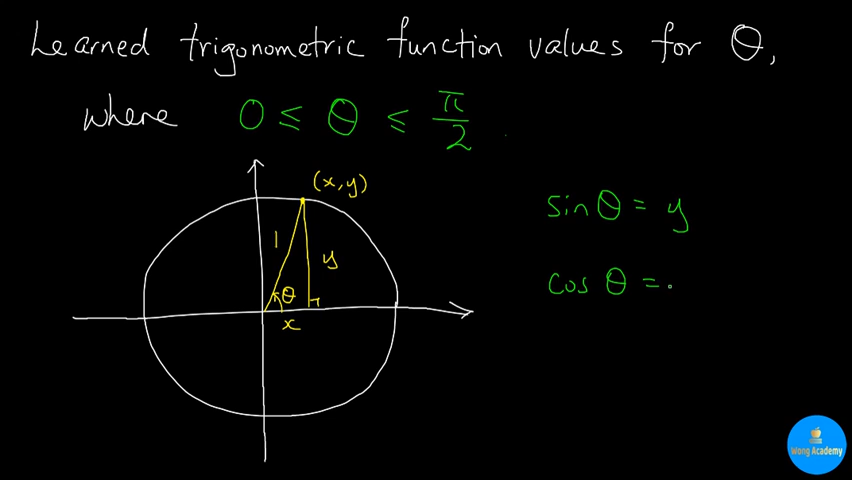 Learned trigonometric function values for θ,
where 0 ≤ θ ≤ π/2
(x,y)
sin θ = y
1
y
θ
cos θ =
x
Wong Academy